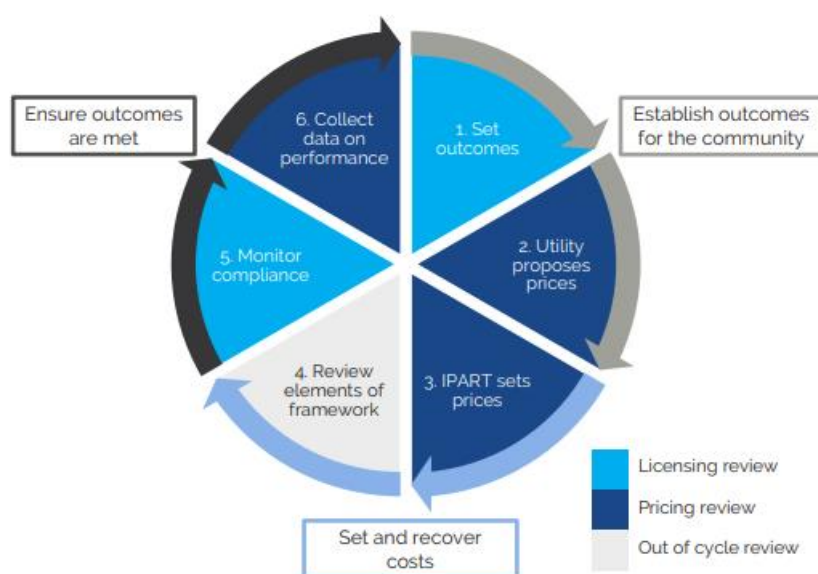 Ensure outcomes
are met
6. Collect
data on
performance
1. Set
outcomes
Establish outcomes
for the community
5. Monitor
compliance
2. Utility
proposes
prices
4. Review
elements of
framework
3. IPART sets
prices
Set and recover
costs
Licensing review
Pricing review
Out of cycle review